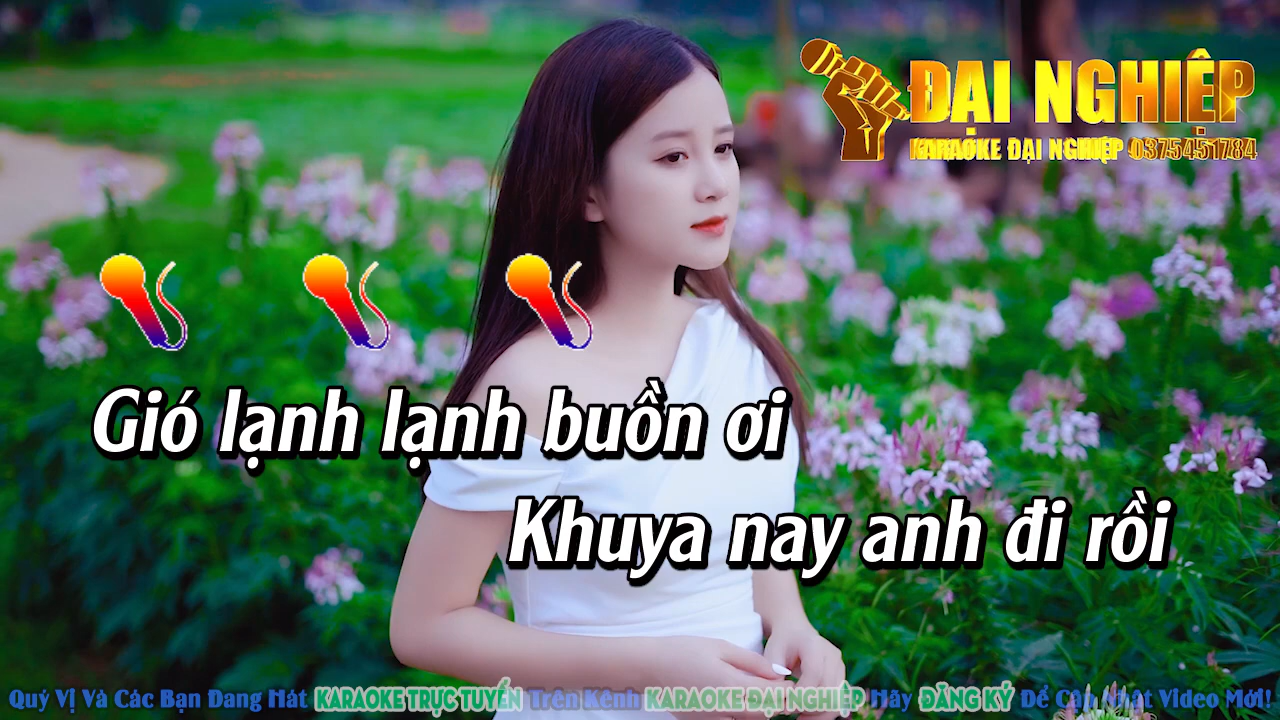 ĐẠI NGHIỆP
KARAOKE ĐẠI NGHIỆP 0375451784
Gió lạnh lạnh buồn ơi
Khuya nay anh đi rồi
Quý Vị Và Các Bạn Đang Hát KARAOKE TRỰC TUYẾN Trên Kênh KARAOKE ĐẠI NGHIỆP Hãy ĐĂNG KÝ Để Cập Nhật Video Mới!